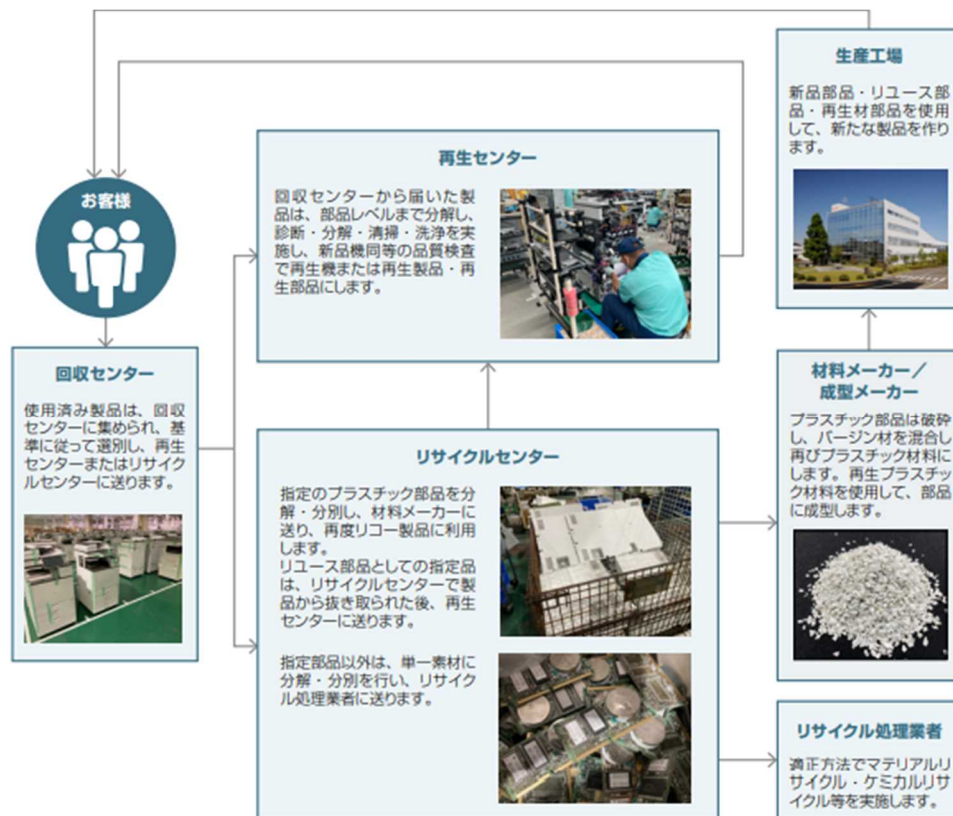 お客様
回収センター
使用済み製品は、回収
センターに集められ、基
準に従って選別し、再生
センターまたはリサイク
ルセンターに送ります。
再生センター
回収センターから届いた製
品は、部品レベルまで分解し、
診断・分解・清掃・洗浄を実
施し、新品機同等の品質検査
で再生機または再生製品・再
生部品にします。
リサイクルセンター
指定のプラスチック部品を分
解・分別し、材料メーカーに
送り、再度リコー製品に利用
します。
リユース部品としての指定品
は、リサイクルセンターで製
品から抜き取られた後、再生
センターに送ります。
指定部品以外は、単一素材に
分解・分別を行い、リサイク
ル処理業者に送ります。
生産工場
新品部品・リユース部
品・再生材部品を使用
して、新たな製品を作り
ます。
材料メーカー／
成型メーカー
プラスチック部品は破砕
し、バージン材を混合し
再びプラスチック材料に
します。再生プラスチッ
ク材料を使用して、部品
に成型します。
リサイクル処理業者
適正方法でマテリアルリ
サイクル・ケミカルリサ
イクル等を実施します。